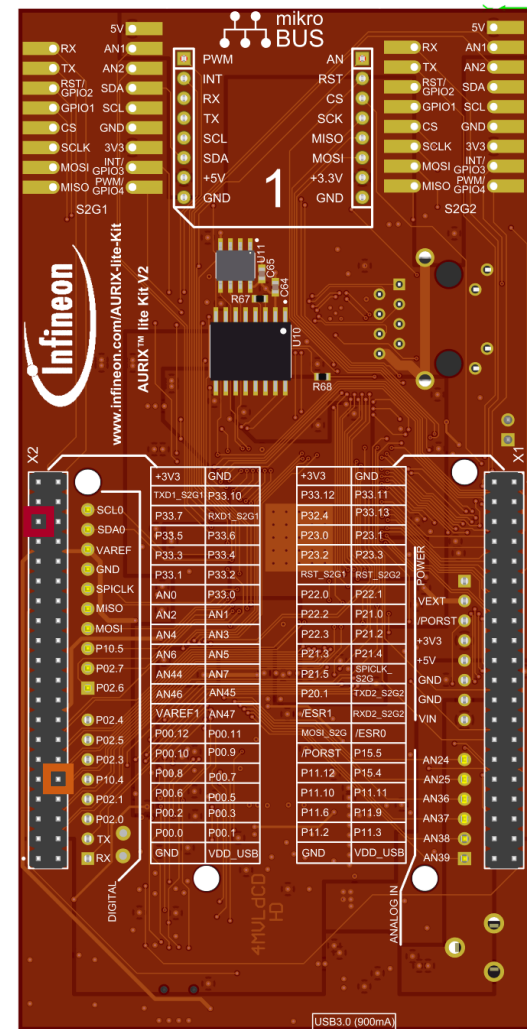 mikro
BUS
5V
RX AN1
TX AN2
RST/
GPIO2 SDA
GPIO1 SCL
CS GND
SCLK 3V3
MOSI INT/
GPIO3
MISO PWM/
GPIO4
S2G1
PWM AN
INT RST
RX CS
TX SCK
SCL MISO
SDA MOSI
+5V +3.3V
GND GND
1
5V
RX AN1
TX AN2
RST/
GPIO2 SDA
GPIO1 SCL
CS GND
SCLK 3V3
MOSI INT/
GPIO3
MISO PWM/
GPIO4
S2G2
Infineon
www.infineon.com/AURIX-lite-Kit
AURIX™ lite Kit V2
U11
C65
C64
R67
U10
R68
X2
X1
SCL0
SDA0
VAREF
GND
SPICLK
MISO
MOSI
P10.5
P02.7
P02.6
P02.4
P02.5
P02.3
P10.4
P02.1
P02.0
TX
RX
DIGITAL
+3V3 GND
TXD1_S2G1 P33.10
P33.7 RXD1_S2G1
P33.5 P33.6
P33.3 P33.4
P33.1 P33.2
AN0 P33.0
AN2 AN1
AN4 AN3
AN6 AN5
AN44 AN7
AN46 AN45
VAREF1 AN47
P00.12 P00.11
P00.10 P00.9
P00.8 P00.7
P00.6 P00.5
P00.2 P00.3
P00.0 P00.1
GND VDD_USB
+3V3 GND
P33.12 P33.11
P32.4 P33.13
P23.0 P23.1
P23.2 P23.3
RST_S2G1 RST_S2G2
P22.0 P22.1
P22.2 P21.0
P22.3 P21.2
P21.3 P21.4
P21.5 SPICLK_
S2G
P20.1 TXD2_S2G2
/ESR1 RXD2_S2G2
MOSI_S2G /ESR0
/PORST P15.5
P11.12 P15.4
P11.10 P11.11
P11.6 P11.9
P11.2 P11.3
GND VDD_USB
POWER
VEXT
/PORST
+3V3
+5V
GND
GND
VIN
AN24
AN25
AN36
AN37
AN38
AN39
ANALOG IN
4MVLdCD
HD
USB3.0 (900mA)